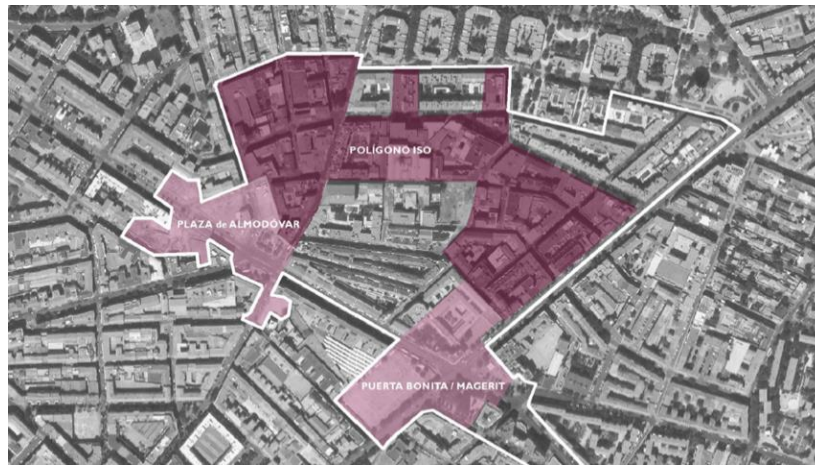 POLÍGONO ISO
PLAZA de ALMODÓVAR
PUERTA BONITA / MAGERIT